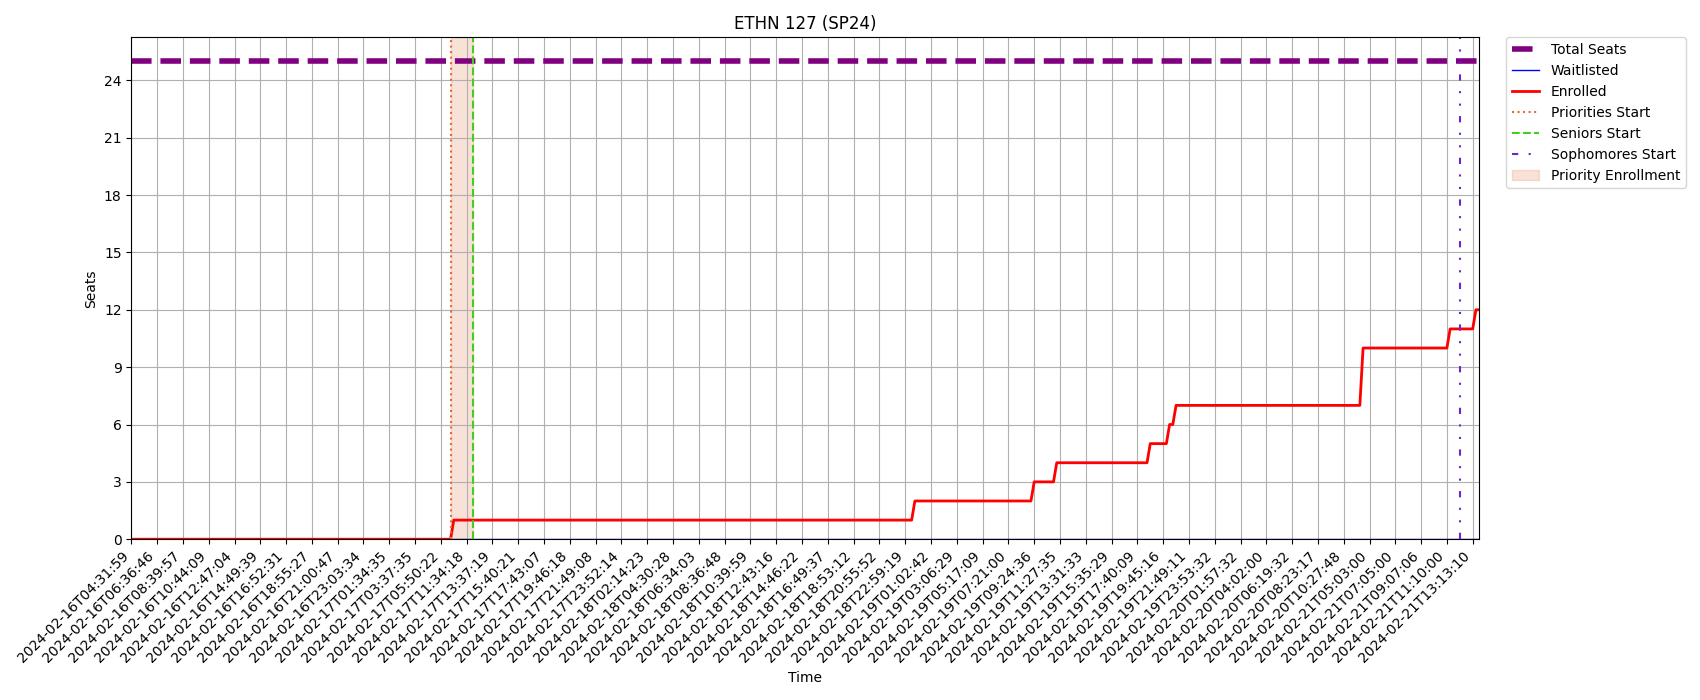 ETHN 127 (SP24)
Total Seats
Waitlisted
Enrolled
Priorities Start
Seniors Start
Sophomores Start
Priority Enrollment
Seats
24
21
18
15
12
9
6
3
0
2024-02-16T04:31:59
2024-02-16T06:36:46
2024-02-16T08:39:57
2024-02-16T10:44:09
2024-02-16T12:47:04
2024-02-16T14:49:39
2024-02-16T16:52:31
2024-02-16T18:55:27
2024-02-16T21:00:47
2024-02-16T23:03:34
2024-02-17T01:34:35
2024-02-17T03:37:35
2024-02-17T05:50:22
2024-02-17T11:34:18
2024-02-17T13:37:19
2024-02-17T15:40:21
2024-02-17T17:43:07
2024-02-17T19:46:18
2024-02-17T21:49:08
2024-02-17T23:52:14
2024-02-18T02:14:23
2024-02-18T04:30:28
2024-02-18T06:34:03
2024-02-18T08:36:48
2024-02-18T10:39:59
2024-02-18T12:43:16
2024-02-18T14:46:22
2024-02-18T16:49:37
2024-02-18T18:53:12
2024-02-18T20:55:52
2024-02-18T22:59:19
2024-02-19T01:02:42
2024-02-19T03:06:29
2024-02-19T05:17:09
2024-02-19T07:21:00
2024-02-19T09:24:36
2024-02-19T11:27:35
2024-02-19T13:31:33
2024-02-19T15:35:29
2024-02-19T17:40:09
2024-02-19T19:45:16
2024-02-19T21:49:11
2024-02-19T23:53:32
2024-02-20T01:57:32
2024-02-20T04:02:00
2024-02-20T06:19:32
2024-02-20T08:23:17
2024-02-20T10:27:48
2024-02-21T05:03:00
2024-02-21T07:05:00
2024-02-21T09:07:06
2024-02-21T11:10:00
2024-02-21T13:13:10
Time